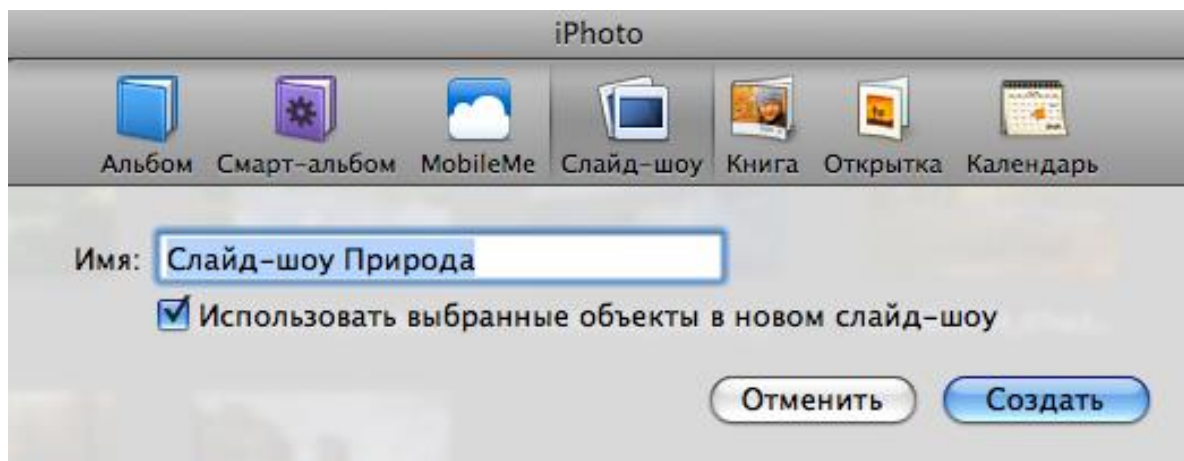 iPhoto
Альбом Смарт-альбом MobileMe Слайд-шоу Книга Открытка Календарь
Имя: Слайд-шоу Природа
Использовать выбранные объекты в новом слайд-шоу
Отменить Создать